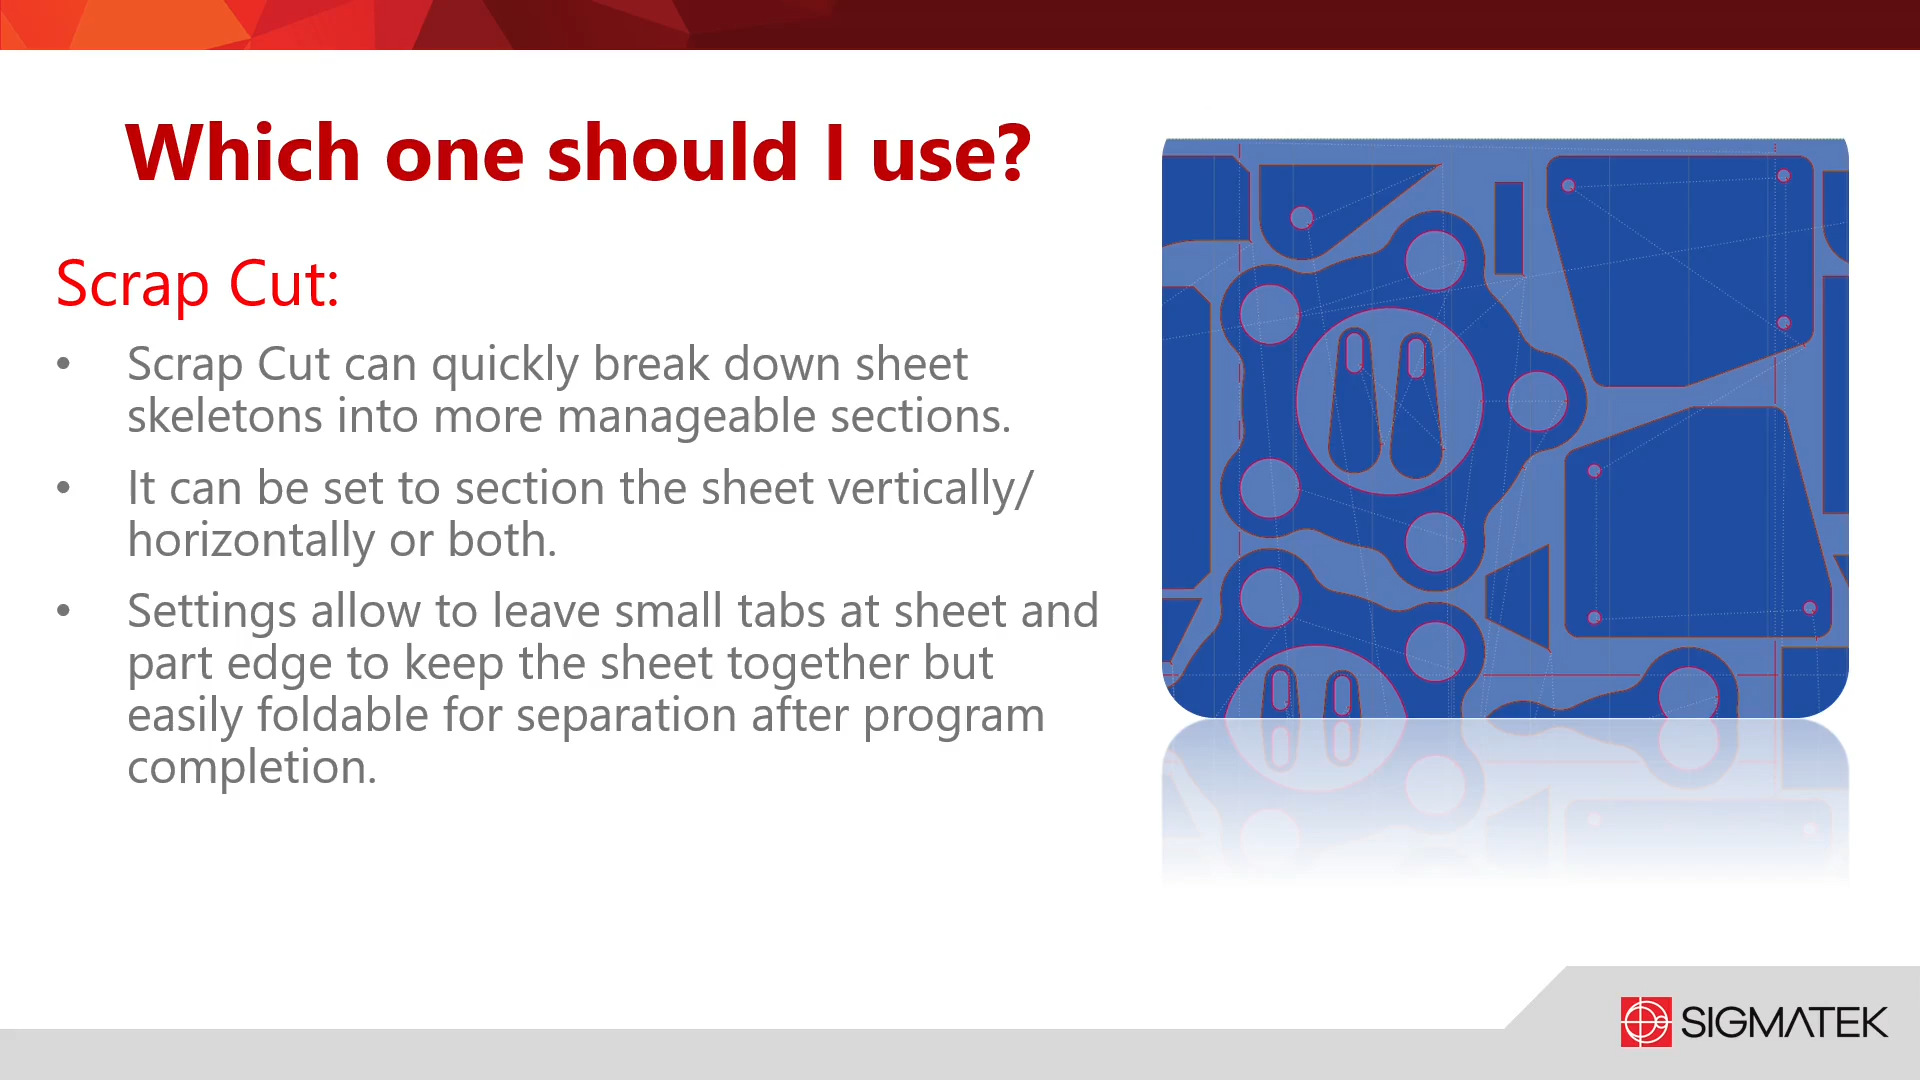 Which one should I use?
Scrap Cut:
• Scrap Cut can quickly break down sheet
skeletons into more manageable sections.
• It can be set to section the sheet vertically/
horizontally or both.
• Settings allow to leave small tabs at sheet and
part edge to keep the sheet together but
easily foldable for separation after program
completion.
SIGMATEK